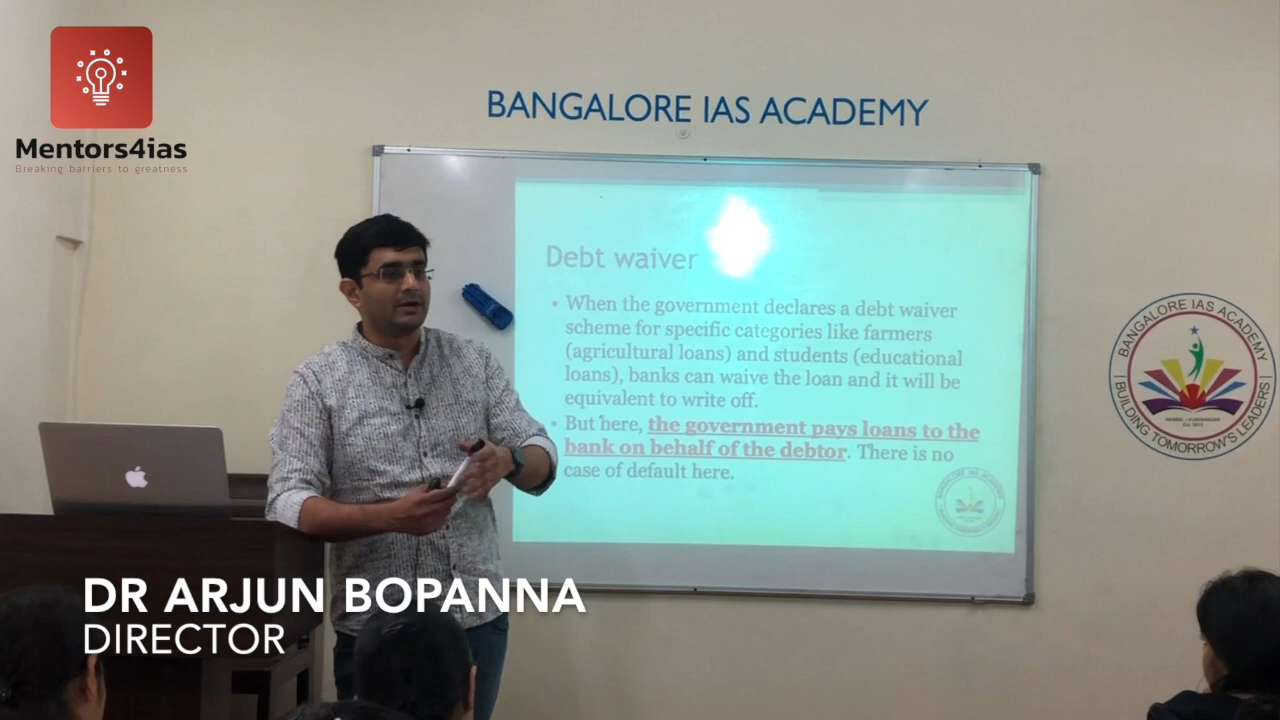 Mentors4ias
Breaking barriers to greatness
BANGALORE IAS ACADEMY
Debt waiver
• When the government declares a debt waiver
scheme for specific categories like farmers
(agricultural loans) and students (educational
loans), banks can waive the loan and it will be
equivalent to write off.
• But here, the government pays loans to the
bank on behalf of the debtor. There is no
case of default here.
BANGALORE IAS ACADEMY
BUILDING TOMORROW'S LEADERS
DR ARJUN BOPANNA
DIRECTOR